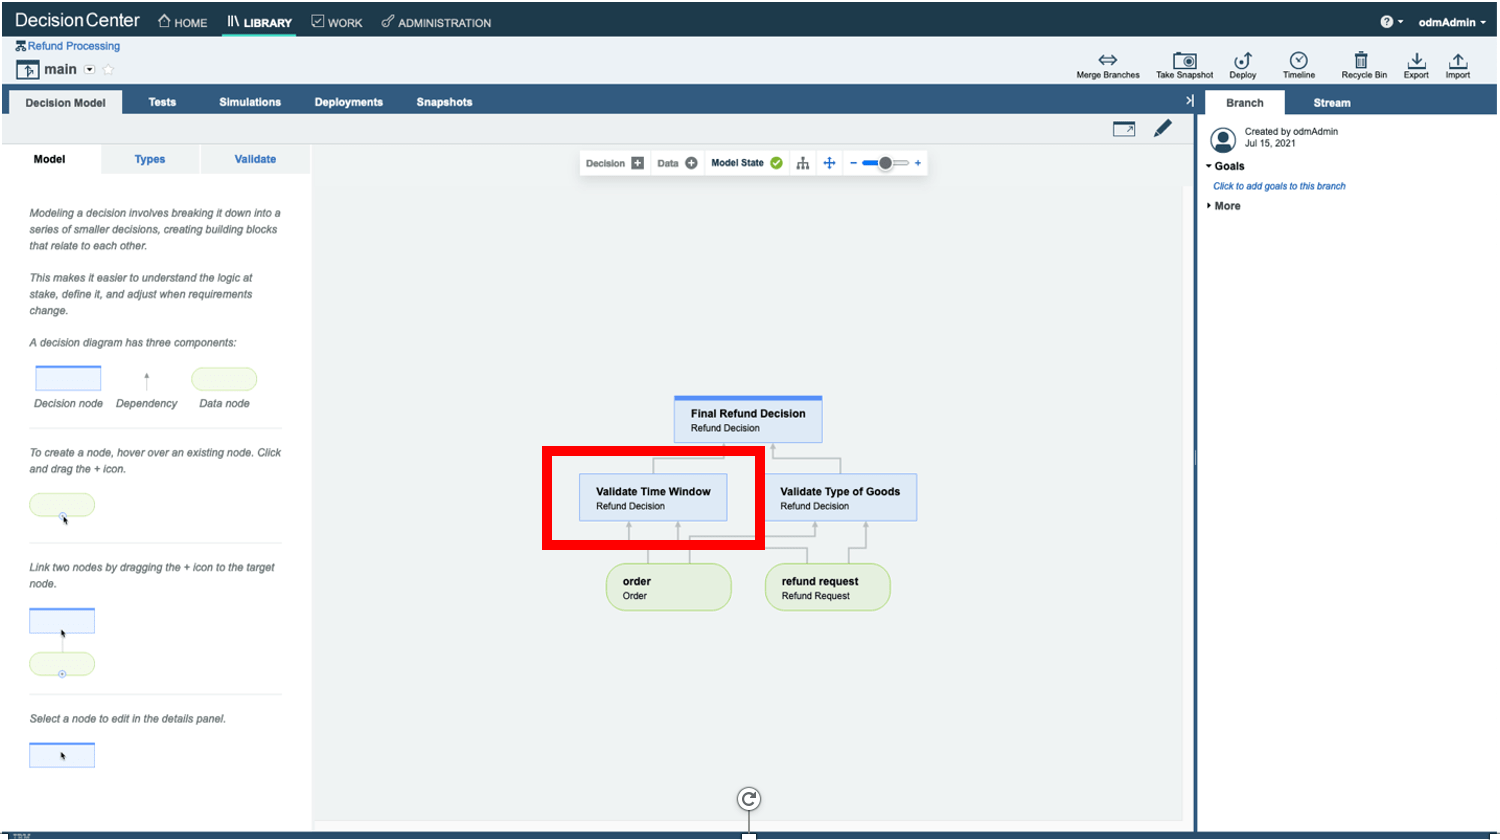 Decision Center HOME LIBRARY WORK ADMINISTRATION ? odmAdmin
Refund Processing
main
Merge Branches Take Snapshot Deploy Timeline Recycle Bin Export Import
Decision Model Tests Simulations Deployments Snapshots
Branch Stream
Model Types Validate
Decision Data Model State
Created by odmAdmin
Jul 15, 2021
Goals
Click to add goals to this branch
More
Modeling a decision involves breaking it down into a
series of smaller decisions, creating building blocks
that relate to each other.
This makes it easier to understand the logic at
stake, define it, and adjust when requirements
change.
A decision diagram has three components:
Decision node Dependency Data node
To create a node, hover over an existing node. Click
and drag the + icon.
Link two nodes by dragging the + icon to the target
node.
Select a node to edit in the details panel.
Final Refund Decision
Refund Decision
Validate Time Window
Refund Decision
Validate Type of Goods
Refund Decision
order
Order
refund request
Refund Request
IBM